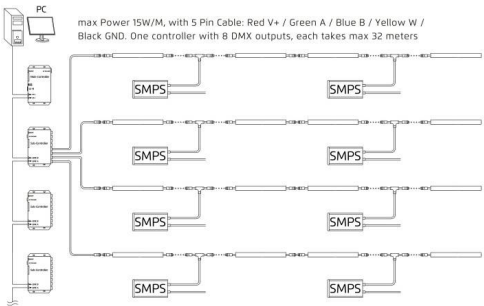 PC
max Power 15W/M, with 5 Pin Cable: Red V+ / Green A / Blue B / Yellow W /
Black GND. One controller with 8 DMX outputs, each takes max 32 meters
SMPS
SMPS
SMPS
SMPS
SMPS
SMPS
SMPS
SMPS